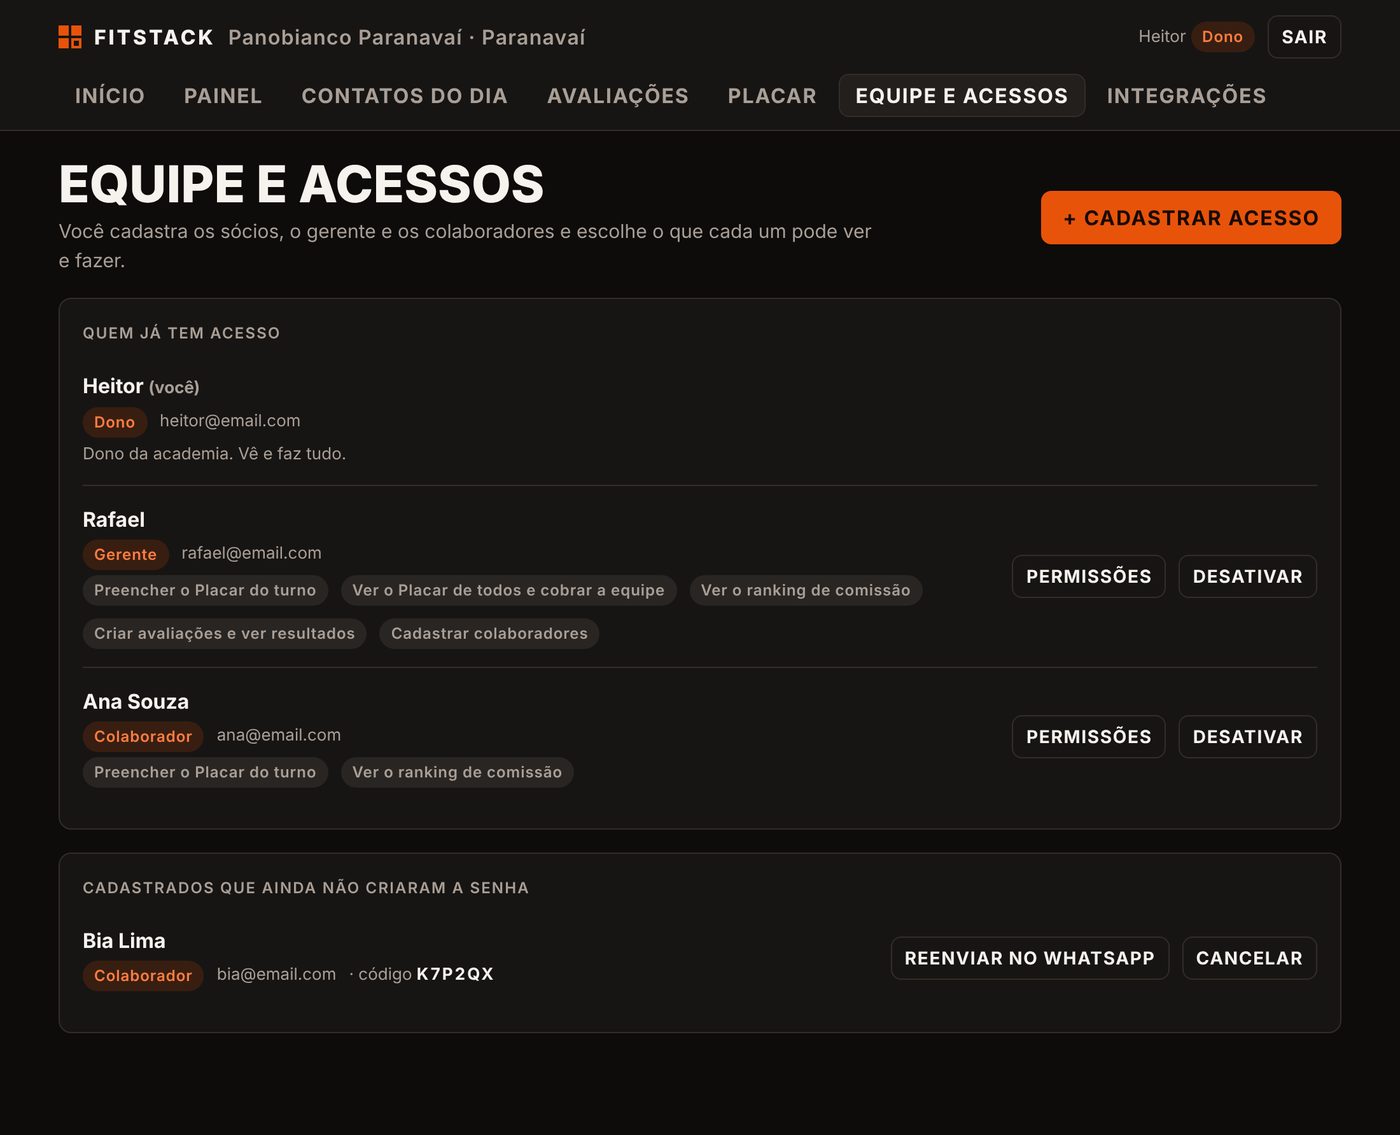 FITSTACK Panobianco Paranavaí · Paranavaí
Heitor Dono SAIR
INÍCIO PAINEL CONTATOS DO DIA AVALIAÇÕES PLACAR EQUIPE E ACESSOS INTEGRAÇÕES
EQUIPE E ACESSOS
Você cadastra os sócios, o gerente e os colaboradores e escolhe o que cada um pode ver
e fazer.
+ CADASTRAR ACESSO
QUEM JÁ TEM ACESSO
Heitor (você)
Dono heitor@email.com
Dono da academia. Vê e faz tudo.
Rafael
Gerente rafael@email.com
Preencher o Placar do turno Ver o Placar de todos e cobrar a equipe Ver o ranking de comissão
Criar avaliações e ver resultados Cadastrar colaboradores
PERMISSÕES DESATIVAR
Ana Souza
Colaborador ana@email.com
Preencher o Placar do turno Ver o ranking de comissão
PERMISSÕES DESATIVAR
CADASTRADOS QUE AINDA NÃO CRIARAM A SENHA
Bia Lima
Colaborador bia@email.com · código K7P2QX
REENVIAR NO WHATSAPP CANCELAR